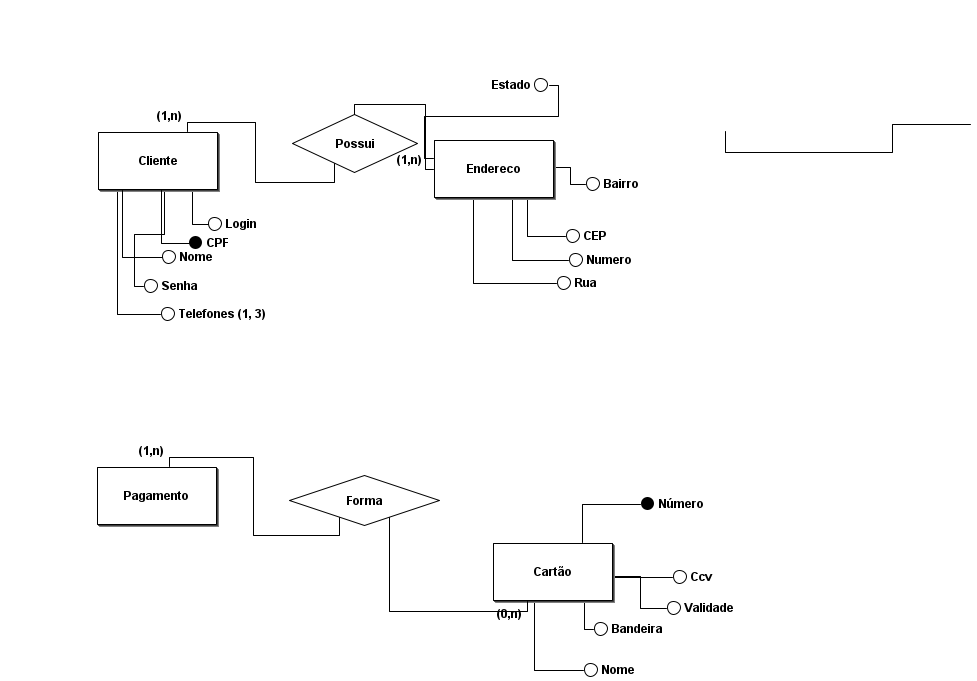 Estado
(1,n)
Cliente
Possui
(1,n)
Endereco
Bairro
Login
CPF
CEP
Nome
Numero
Senha
Rua
Telefones (1, 3)
(1,n)
Pagamento
Forma
Número
Cartão
Ccv
(0,n)
Validade
Bandeira
Nome